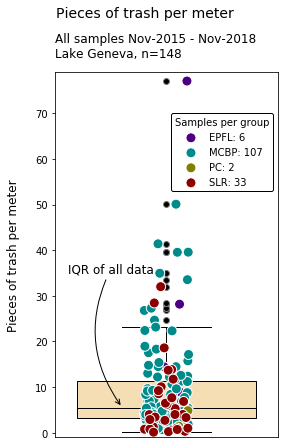 Pieces of trash per meter
All samples Nov-2015 - Nov-2018
Lake Geneva, n=148
Pieces of trash per meter
70
60
50
40
30
20
10
0
Samples per group
EPFL: 6
MCBP: 107
PC: 2
SLR: 33
IQR of all data